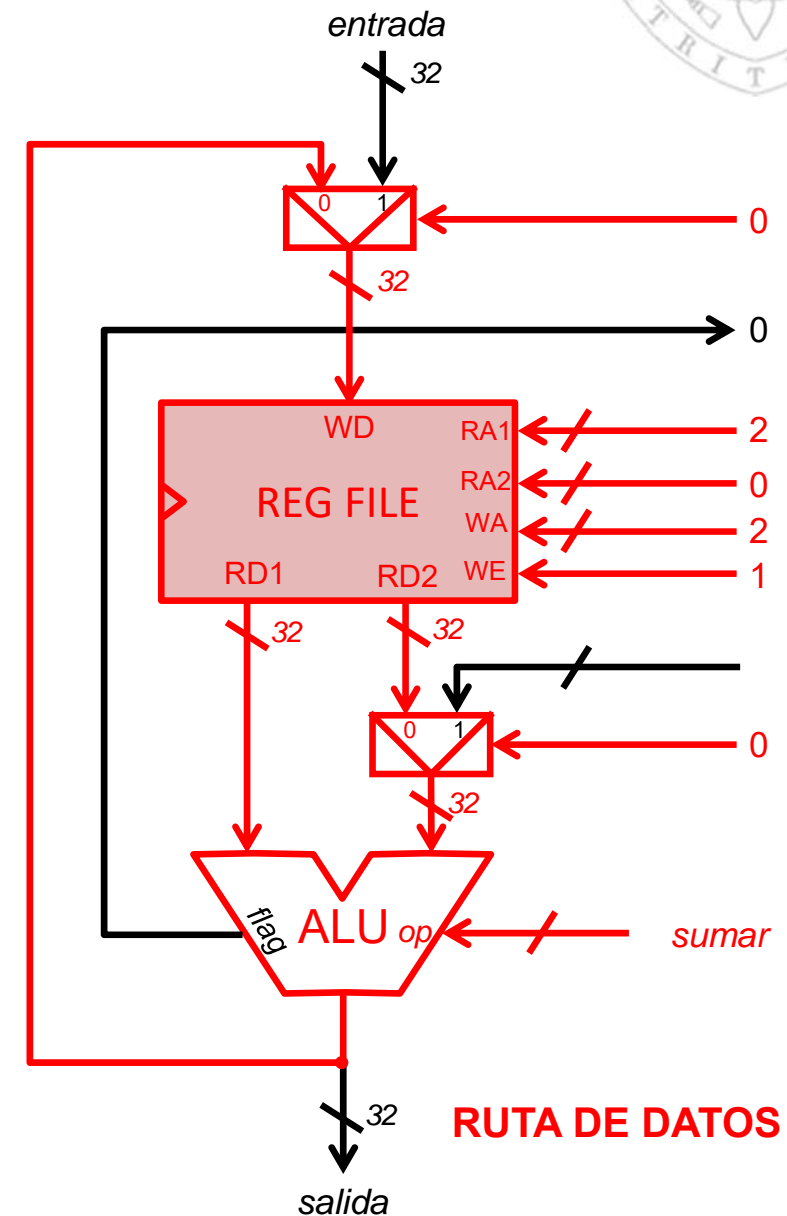 entrada
32
T R I T
0 1
0
32
0
WD
RA1
2
REG FILE
RA2
0
WA
2
RD1
RD2
WE
1
32
32
0 1
0
32
flag
ALU
op
sumar
32
RUTA DE DATOS
salida